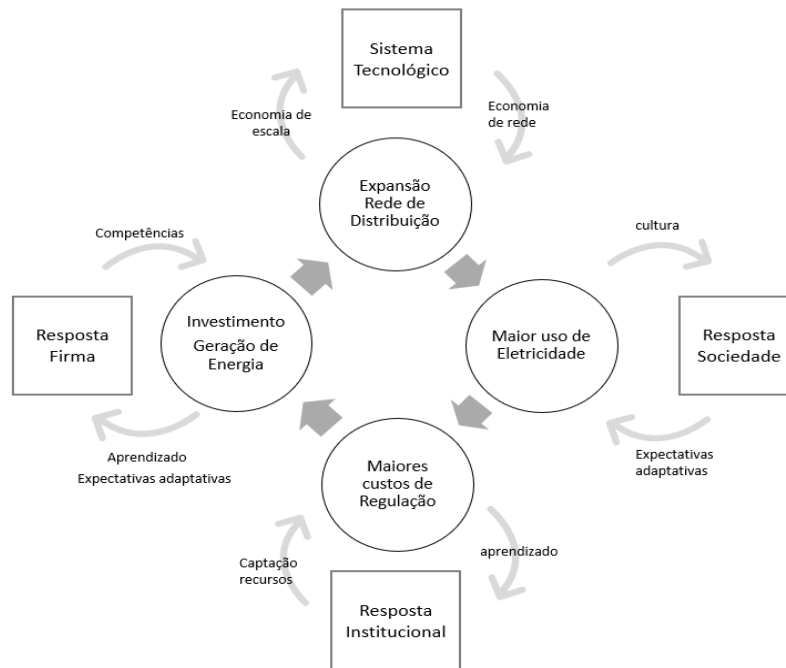 Sistema
Tecnológico
Economia de
escala
Economia
de rede
Expansão
Rede de
Distribuição
Competências
cultura
Resposta
Firma
Investimento
Geração de
Energia
Maior uso de
Eletricidade
Resposta
Sociedade
Aprendizado
Expectativas adaptativas
Maiores
custos de
Regulação
Expectativas
adaptativas
Captação
recursos
aprendizado
Resposta
Institucional